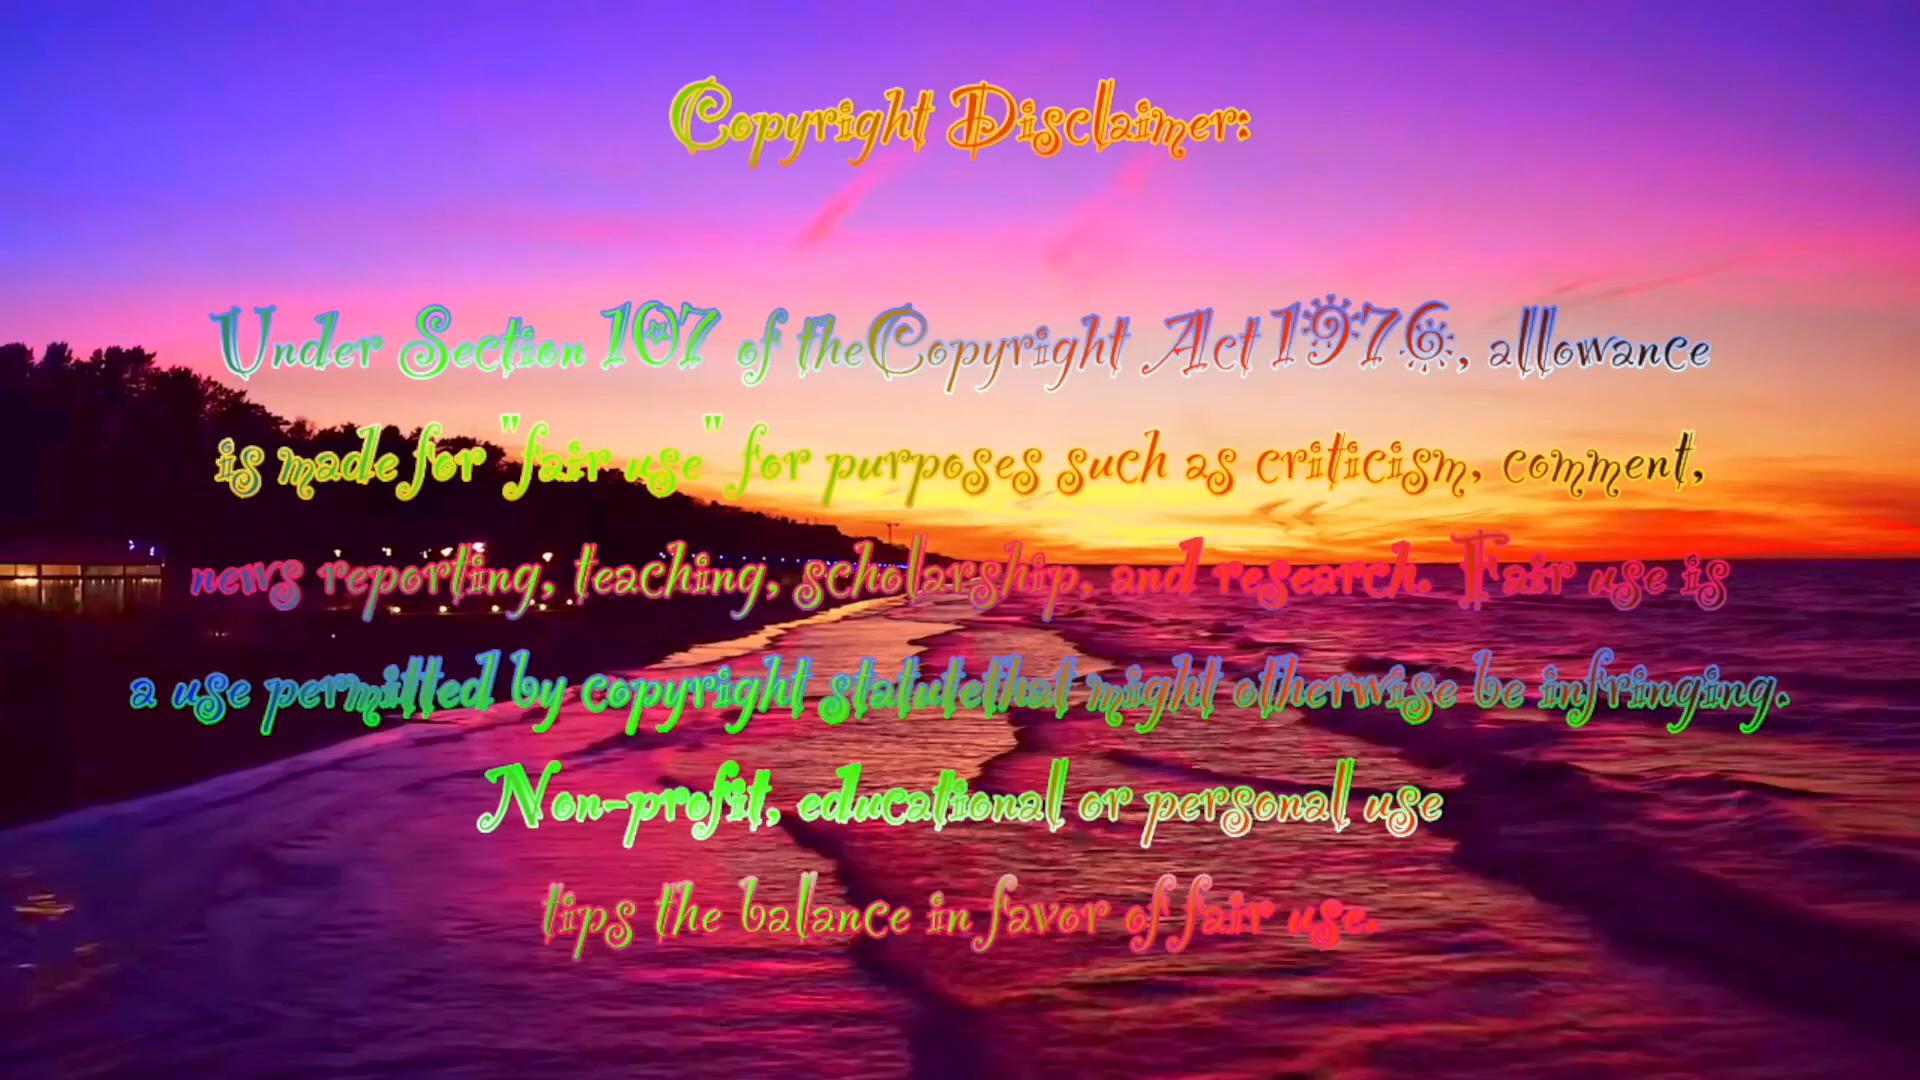 Copyright Disclaimer:
Under Section 107 of theCopyright Act 1976, allowance
is made for "fair use" for purposes such as criticism, comment,
news reporting, teaching, scholarship, and research. Fair use is
a use permitted by copyright statutethat might otherwise be infringing.
Non-profit, educational or personal use
tips the balance in favor of fair use.